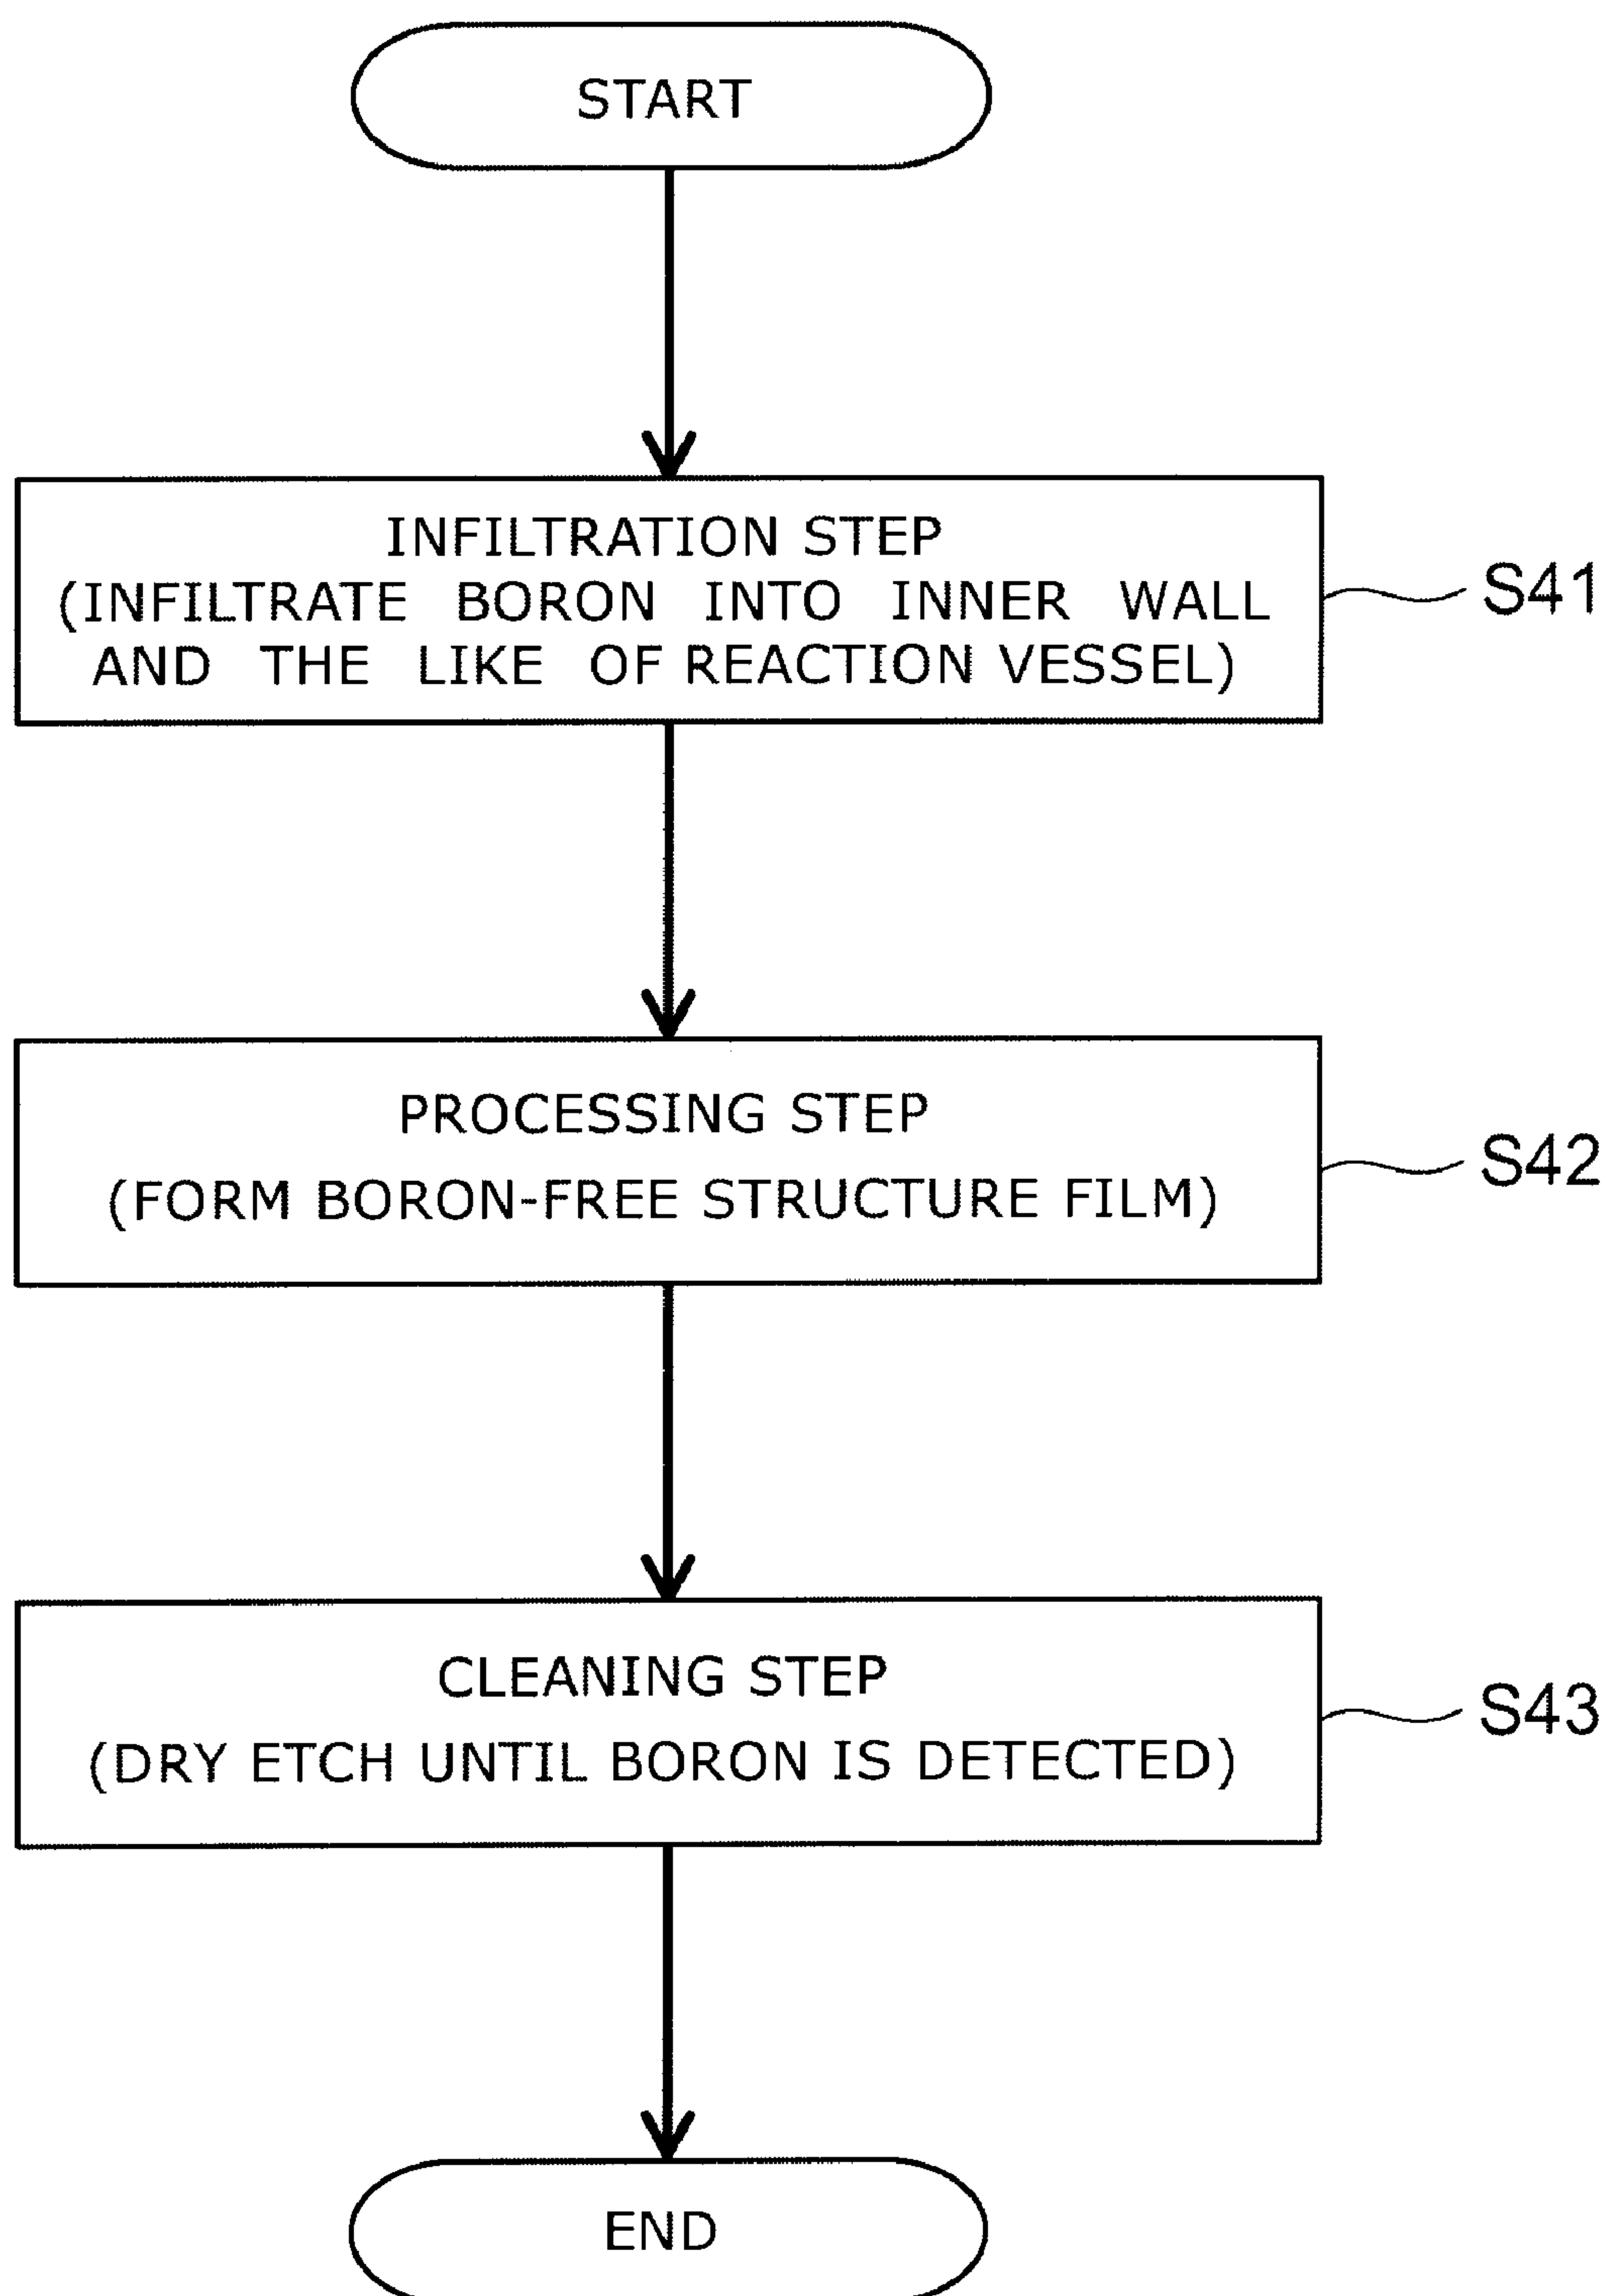 START
INFILTRATION STEP
(INFILTRATE BORON INTO INNER WALL
AND THE LIKE OF REACTION VESSEL)
S41
PROCESSING STEP
(FORM BORON-FREE STRUCTURE FILM)
S42
CLEANING STEP
(DRY ETCH UNTIL BORON IS DETECTED)
S43
END